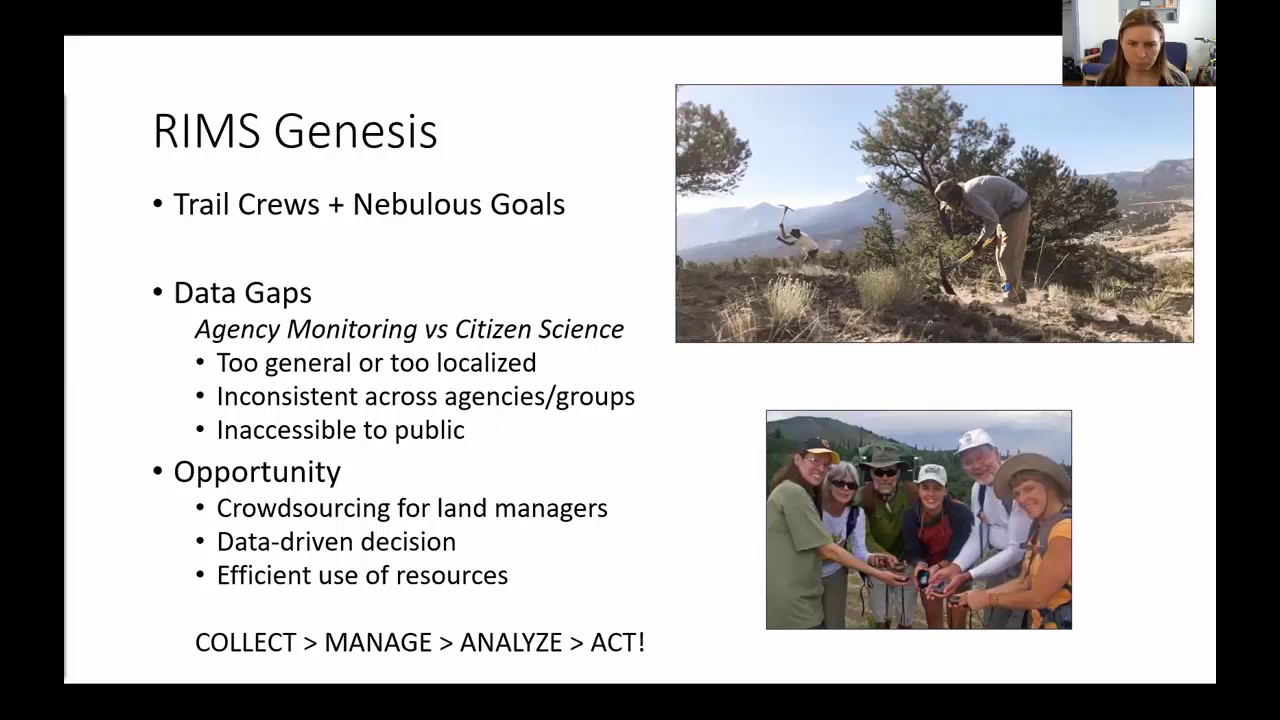 RIMS Genesis
• Trail Crews + Nebulous Goals
• Data Gaps
Agency Monitoring vs Citizen Science
• Too general or too localized
• Inconsistent across agencies/groups
• Inaccessible to public
• Opportunity
• Crowdsourcing for land managers
• Data-driven decision
• Efficient use of resources
COLLECT > MANAGE > ANALYZE > ACT!